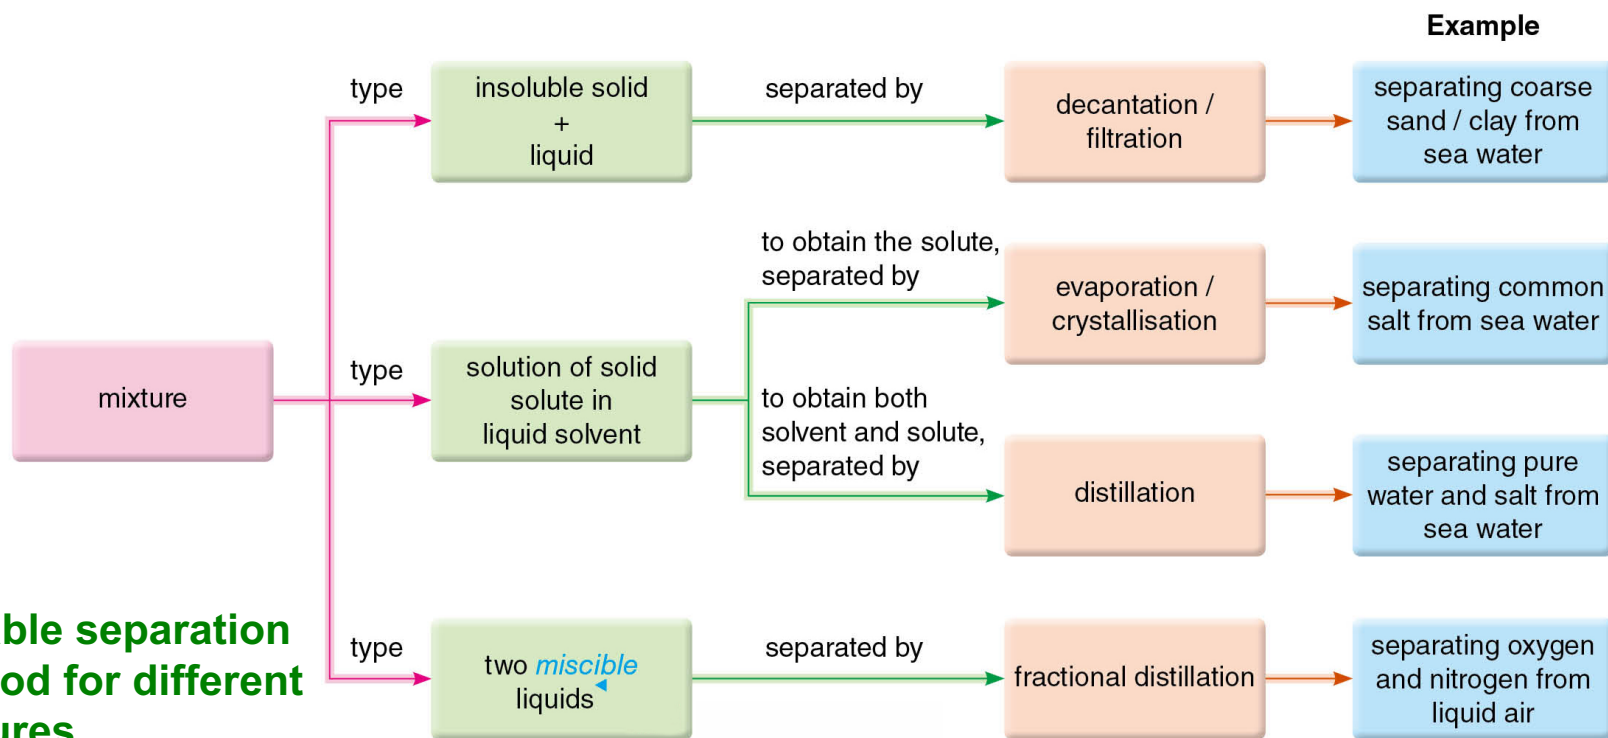 Example
type
insoluble solid
+
liquid
separated by
decantation /
filtration
separating coarse
sand / clay from
sea water
to obtain the solute,
separated by
evaporation /
crystallisation
separating common
salt from sea water
mixture
type
solution of solid
solute in
liquid solvent
to obtain both
solvent and solute,
separated by
distillation
separating pure
water and salt from
sea water
type
two miscible
liquids
separated by
fractional distillation
separating oxygen
and nitrogen from
liquid air
ble separation
od for different
ures